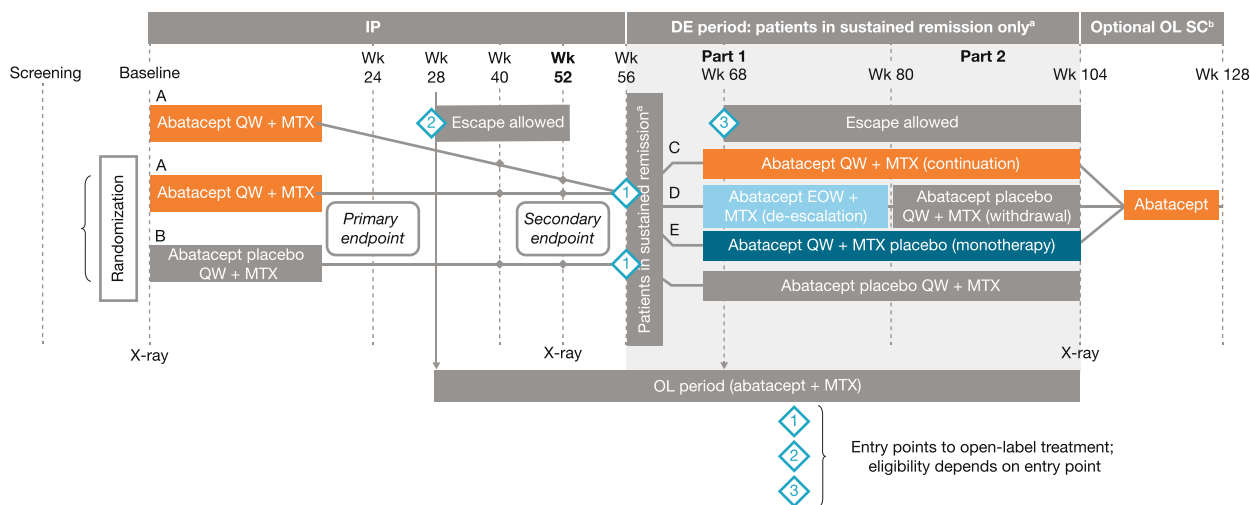 IP
DE period: patients in sustained remission onlyᵃ
Optional OL SCᵇ
Screening
Baseline
Wk
24
Wk
28
Wk
40
Wk
52
Wk
56
Part 1
Wk 68
Wk 80
Part 2
Wk 104
Wk 128
A
Abatacept QW + MTX
2
Escape allowed
3
Escape allowed
Randomization
A
Abatacept QW + MTX
Primary
endpoint
Secondary
endpoint
1
B
Abatacept placebo
QW + MTX
1
Patients in sustained remissionᵃ
C
Abatacept QW + MTX (continuation)
D
Abatacept EOW +
MTX (de-escalation)
Abatacept placebo
QW + MTX (withdrawal)
E
Abatacept QW + MTX placebo (monotherapy)
Abatacept placebo QW + MTX
Abatacept
X-ray
X-ray
X-ray
OL period (abatacept + MTX)
1
2
3
Entry points to open-label treatment;
eligibility depends on entry point